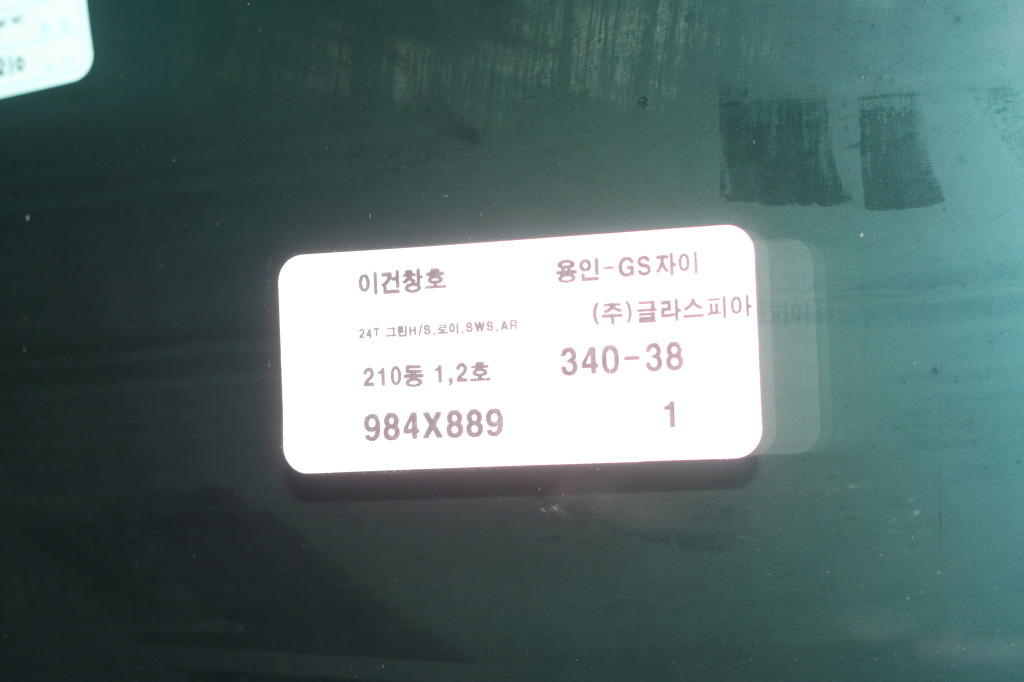 210
이건창호 용인-GS자이
(주)글라스피아
24T 그린H/S,로이,SWS,AR
210동 1,2호 340-38
984X889 1